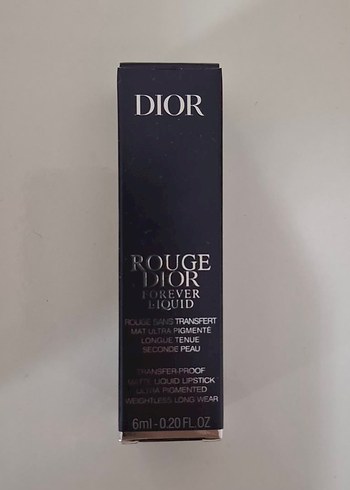 DIOR
ROUGE
DIOR
FOREVER
LIQUID
ROUGE SANS TRANSFERT
MAT ULTRA PIGMENTÉ
LONGUE TENUE
SECONDE PEAU
TRANSFER-PROOF
MATTE LIQUID LIPSTICK
ULTRA PIGMENTED
WEIGHTLESS LONG WEAR
6ml - 0.20 FL.OZ